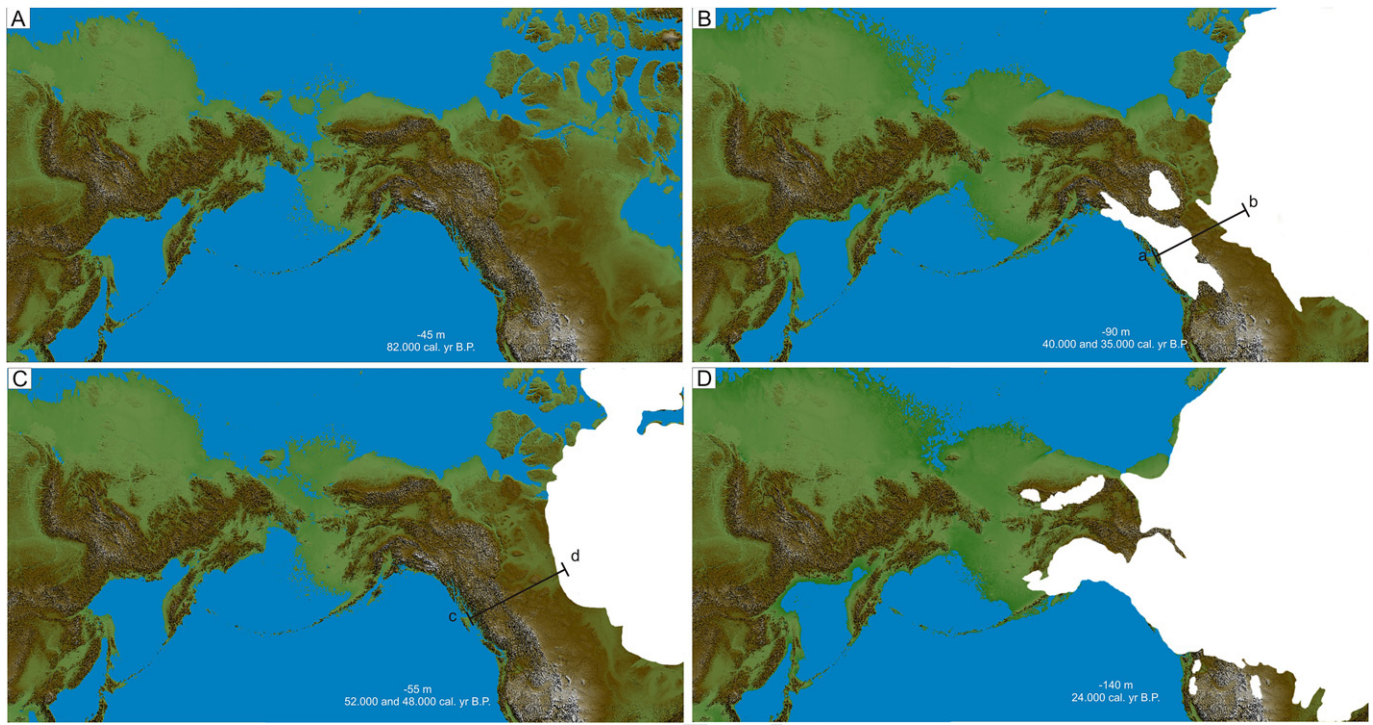 A
-45 m
82.000 cal. yr B.P.
B
b
a
-90 m
40.000 and 35.000 cal. yr B.P.
C
d
c
-55 m
52.000 and 48.000 cal. yr B.P.
D
-140 m
24.000 cal. yr B.P.